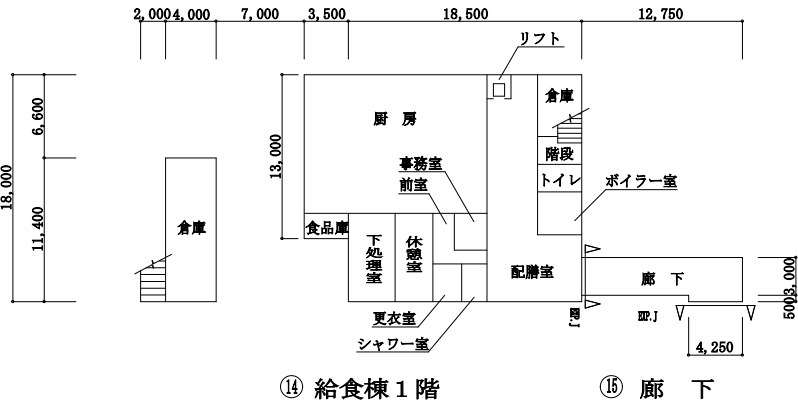 2,000 4,000 7,000 3,500 18,500 12,750
リフト
倉庫
厨　房
6,600
18,000
13,000
階段
事務室
前室
トイレ
ボイラー室
11,400
倉庫
食品庫
下処理室
休憩室
配膳室
廊　下
3,000
500
EXP.J
EXP.J
更衣室
シャワー室
4,250
⑭ 給食棟１階
⑮ 廊　下